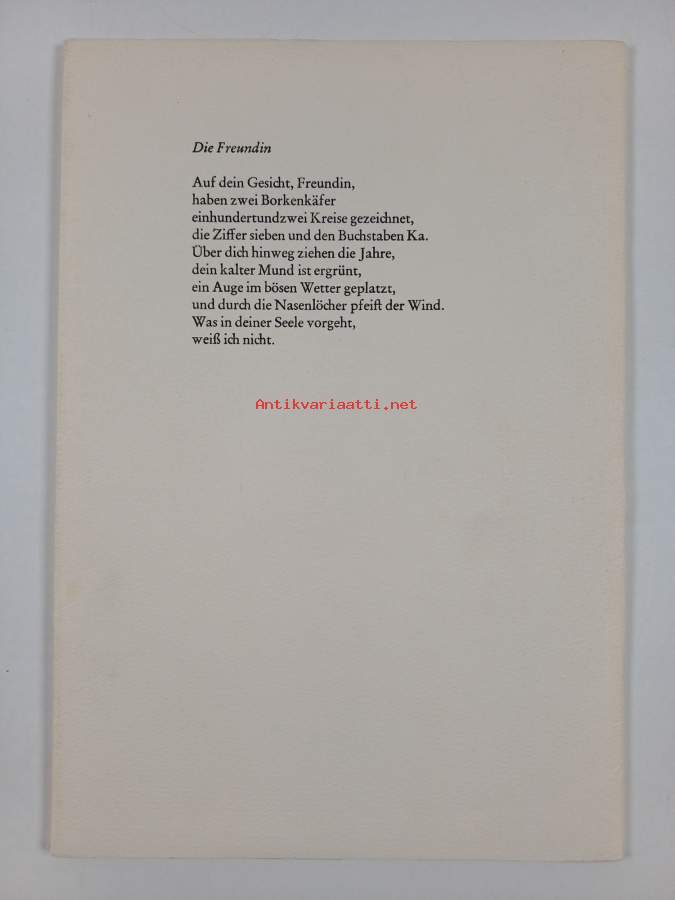 Die Freundin
Auf dein Gesicht, Freundin,
haben zwei Borkenkäfer
einhundertundzwei Kreise gezeichnet,
die Ziffer sieben und den Buchstaben Ka.
Über dich hinweg ziehen die Jahre,
dein kalter Mund ist ergrünt,
ein Auge im bösen Wetter geplatzt,
und durch die Nasenlöcher pfeift der Wind.
Was in deiner Seele vorgeht,
weiß ich nicht.
Antikvariaatti.net